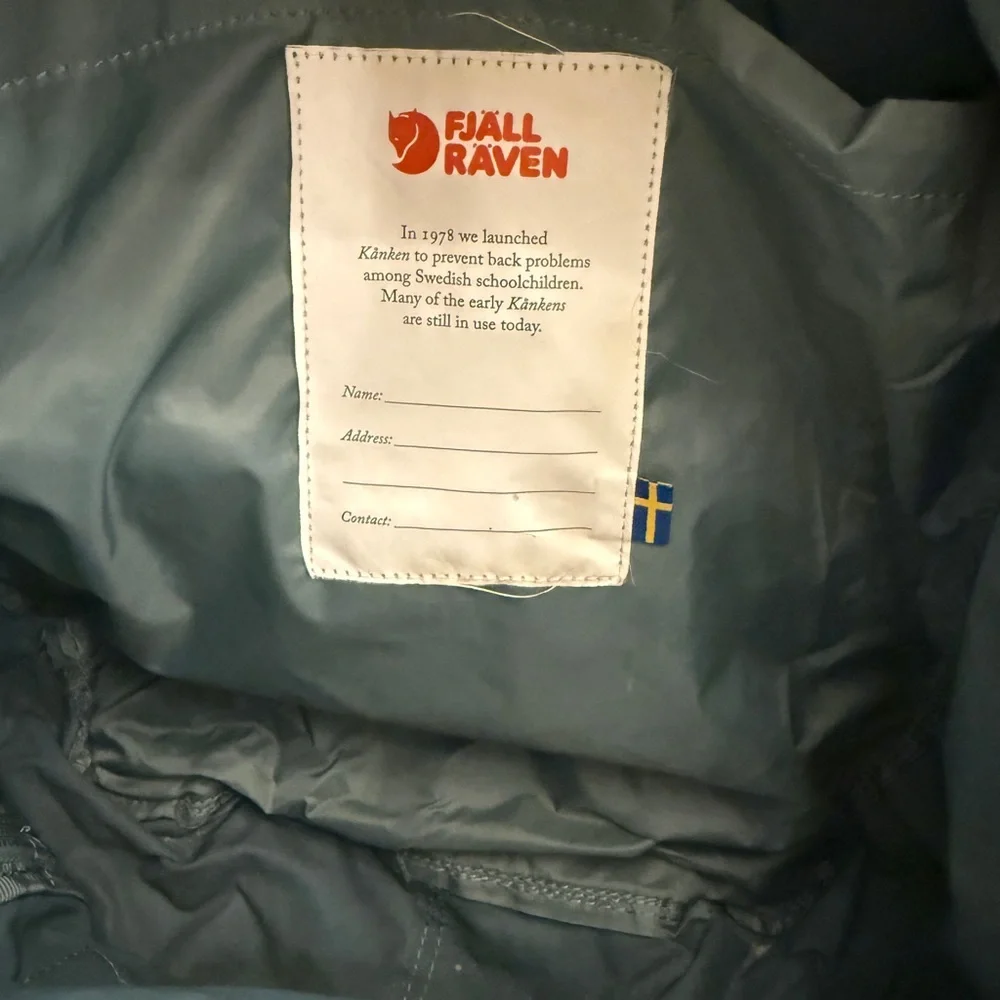 FJÄLL
RÄVEN
In 1978 we launched
Kånken to prevent back problems
among Swedish schoolchildren.
Many of the early Kånkens
are still in use today.
Name:
Address:
Contact: